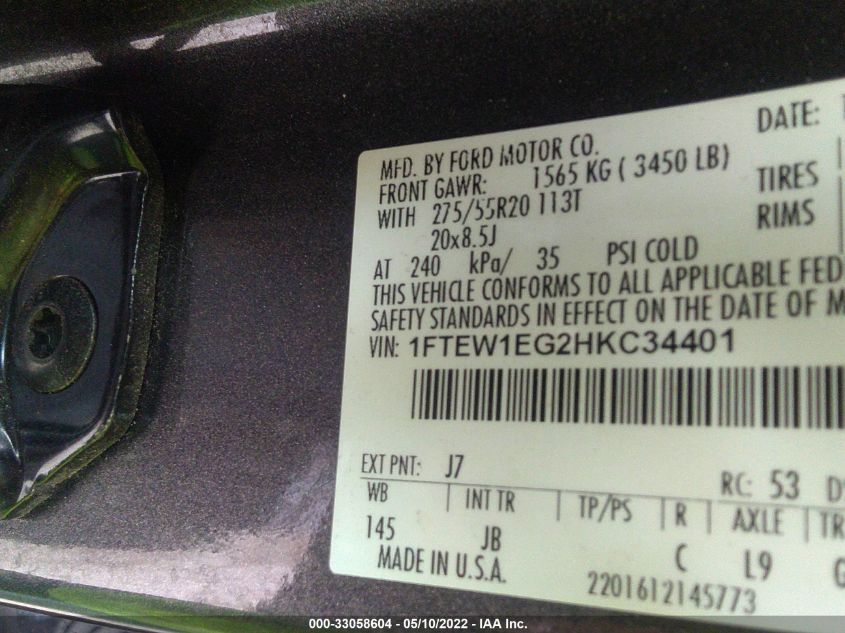 DATE:
MFD. BY FORD MOTOR CO.
FRONT GAWR: 1565 KG ( 3450 LB) TIRES
WITH 275/55R20 113T RIMS
20x8.5J
AT 240 kPa/ 35 PSI COLD
THIS VEHICLE CONFORMS TO ALL APPLICABLE FED
SAFETY STANDARDS IN EFFECT ON THE DATE OF M
VIN: 1FTEW1EG2HKC34401
EXT PNT: J7 RC: 53 D
WB INT TR TP/PS R AXLE TR
145 JB C L9 G
MADE IN U.S.A. 2201612145773
000-33058604 - 05/10/2022 - IAA Inc.